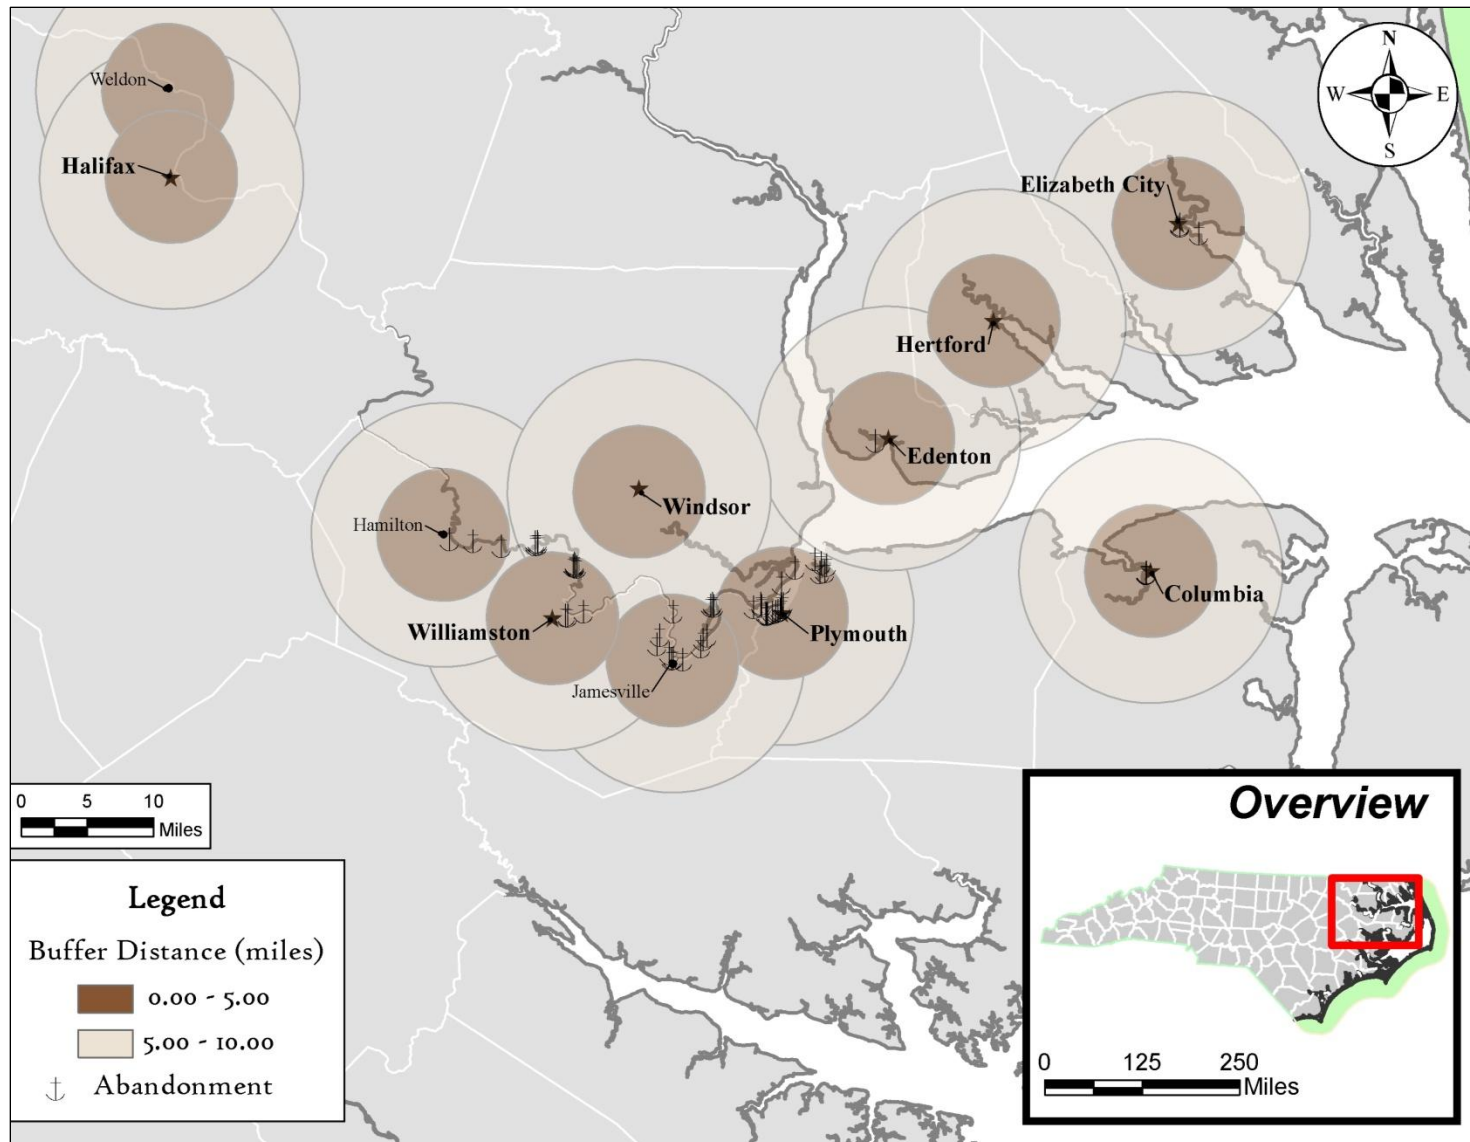 Weldon
Halifax
N
W E
S
Elizabeth City
Hertford
Edenton
Windsor
Hamilton
Columbia
Williamston
Plymouth
Jamesville
0 5 10
Miles
Legend
Buffer Distance (miles)
0.00 - 5.00
5.00 - 10.00
Abandonment
Overview
0 125 250
Miles